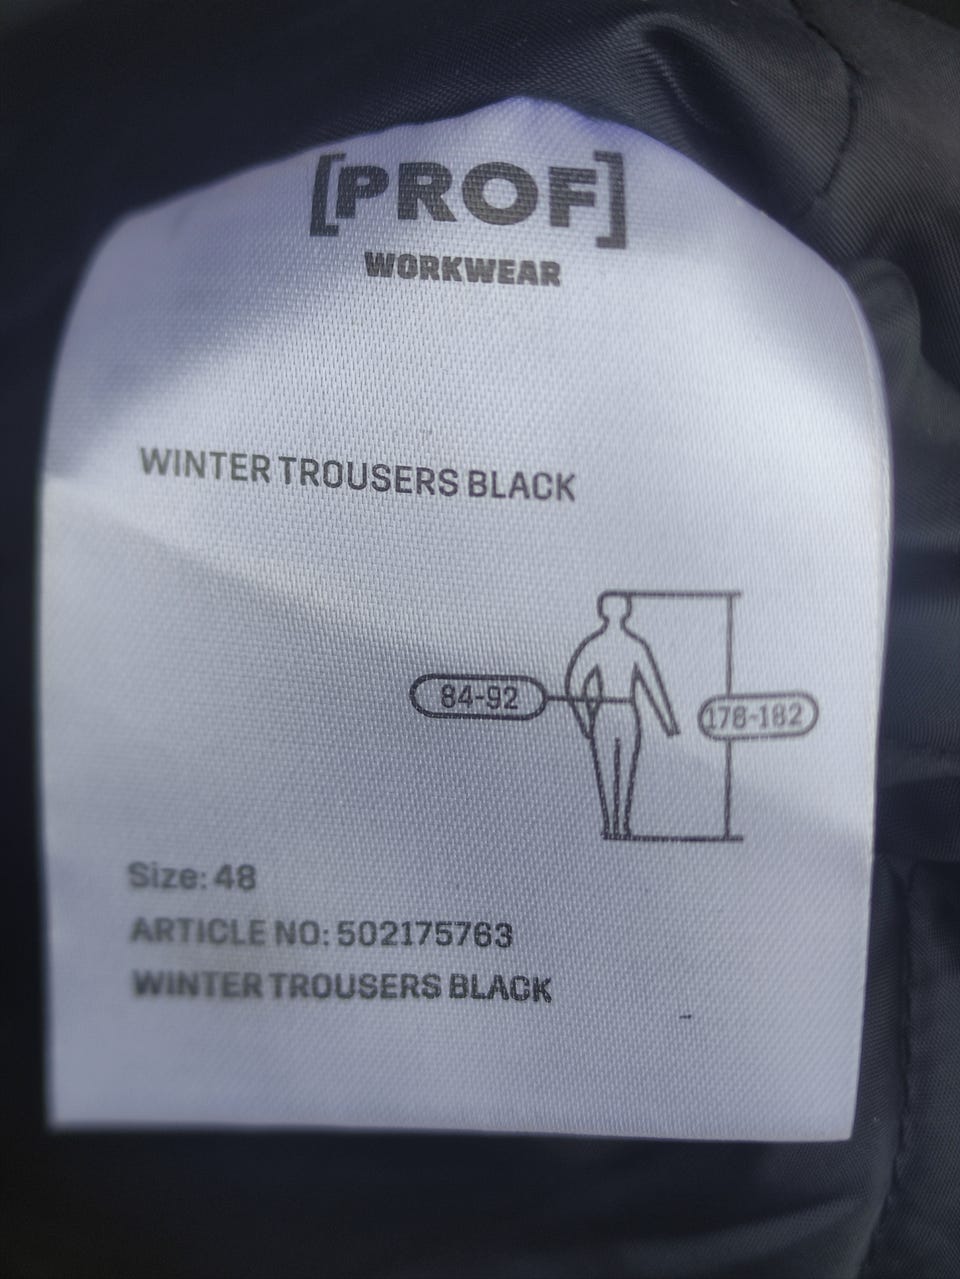 [PROF]
WORKWEAR
WINTER TROUSERS BLACK
84-92
178-182
Size: 48
ARTICLE NO: 502175763
WINTER TROUSERS BLACK